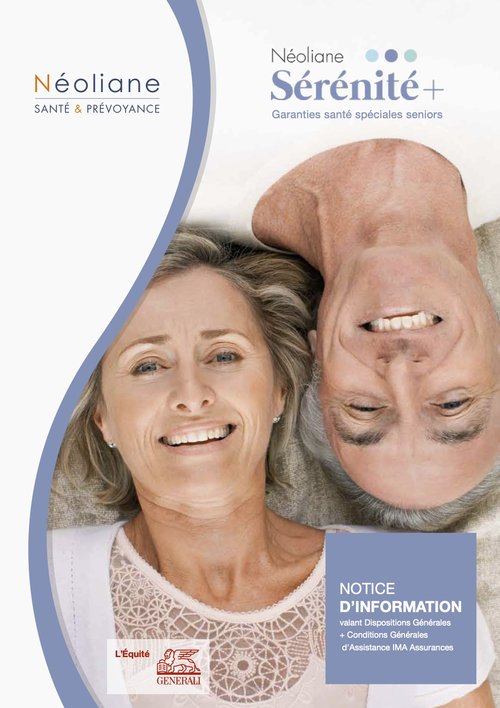 Néoliane
SANTÉ & PRÉVOYANCE
Néoliane
Sérénité+
Garanties santé spéciales seniors
NOTICE
D'INFORMATION
valant Dispositions Générales
+ Conditions Générales
d'Assistance IMA Assurances
L'Équité
GENERALI